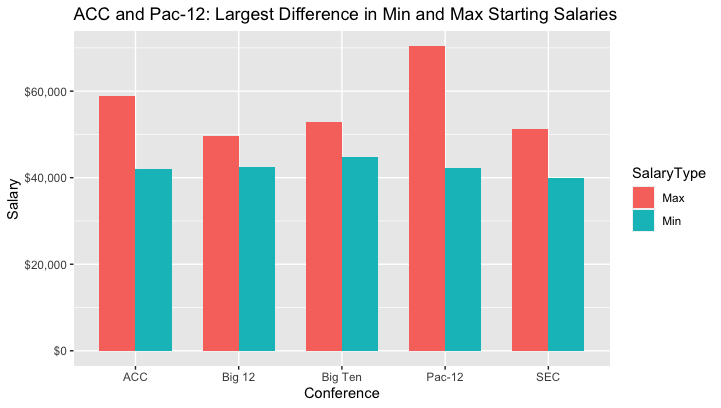 ACC and Pac-12: Largest Difference in Min and Max Starting Salaries
$60,000
$40,000
$20,000
$0
Salary
ACC
Big 12
Big Ten
Pac-12
SEC
Conference
SalaryType
Max
Min